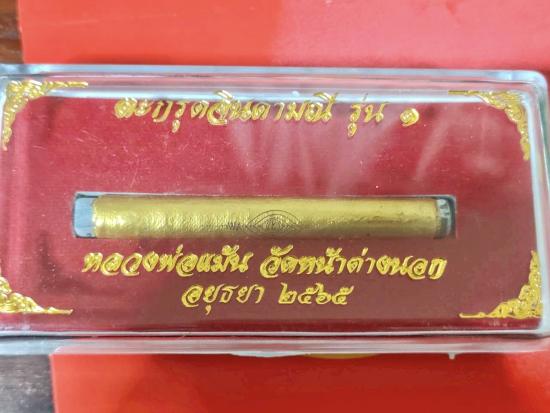 ตะกรุดจินดามณี รุ่น ๑
หลวงพ่อแม้น วัดหน้าต่างนอก
อยุธยา ๒๕๖๕